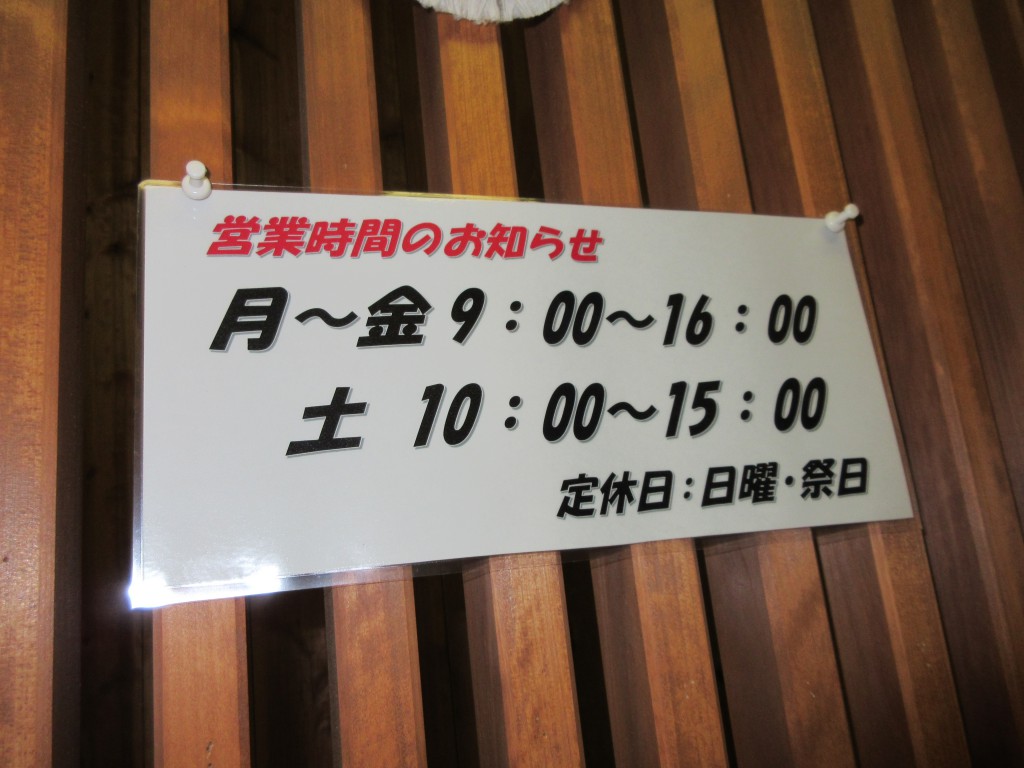 営業時間のお知らせ
月～金 9：00～16：00
土 10：00～15：00
定休日：日曜・祭日